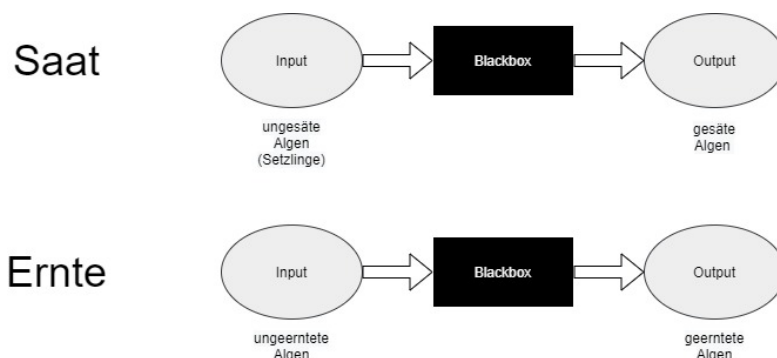 Saat
Input
Blackbox
Output
ungesäte
Algen
(Setzlinge)
gesäte
Algen
Ernte
Input
Blackbox
Output
ungeerntete
Algen
geerntete
Algen